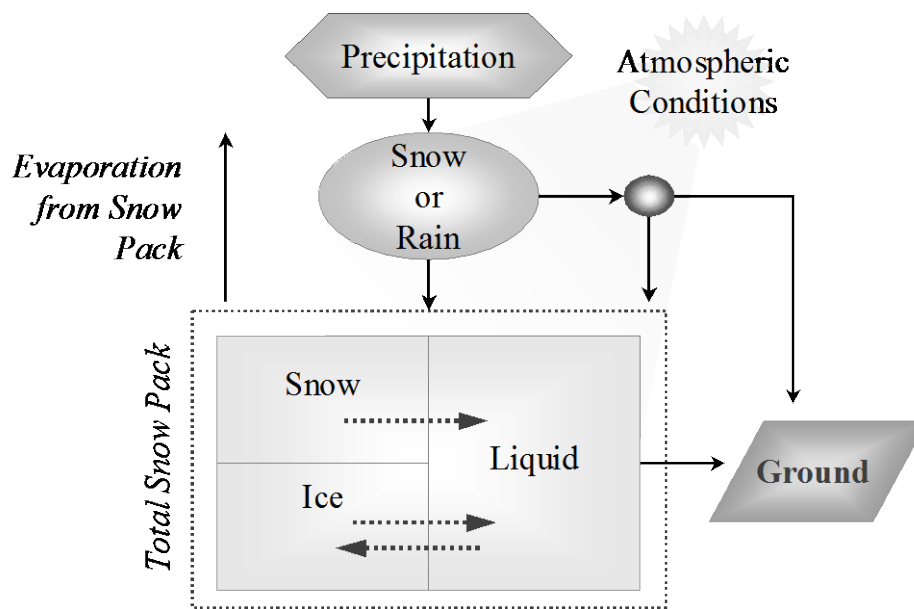 Precipitation
Atmospheric
Conditions
Snow
or
Rain
Evaporation
from Snow
Pack
Total Snow Pack
Snow
Liquid
Ice
Ground